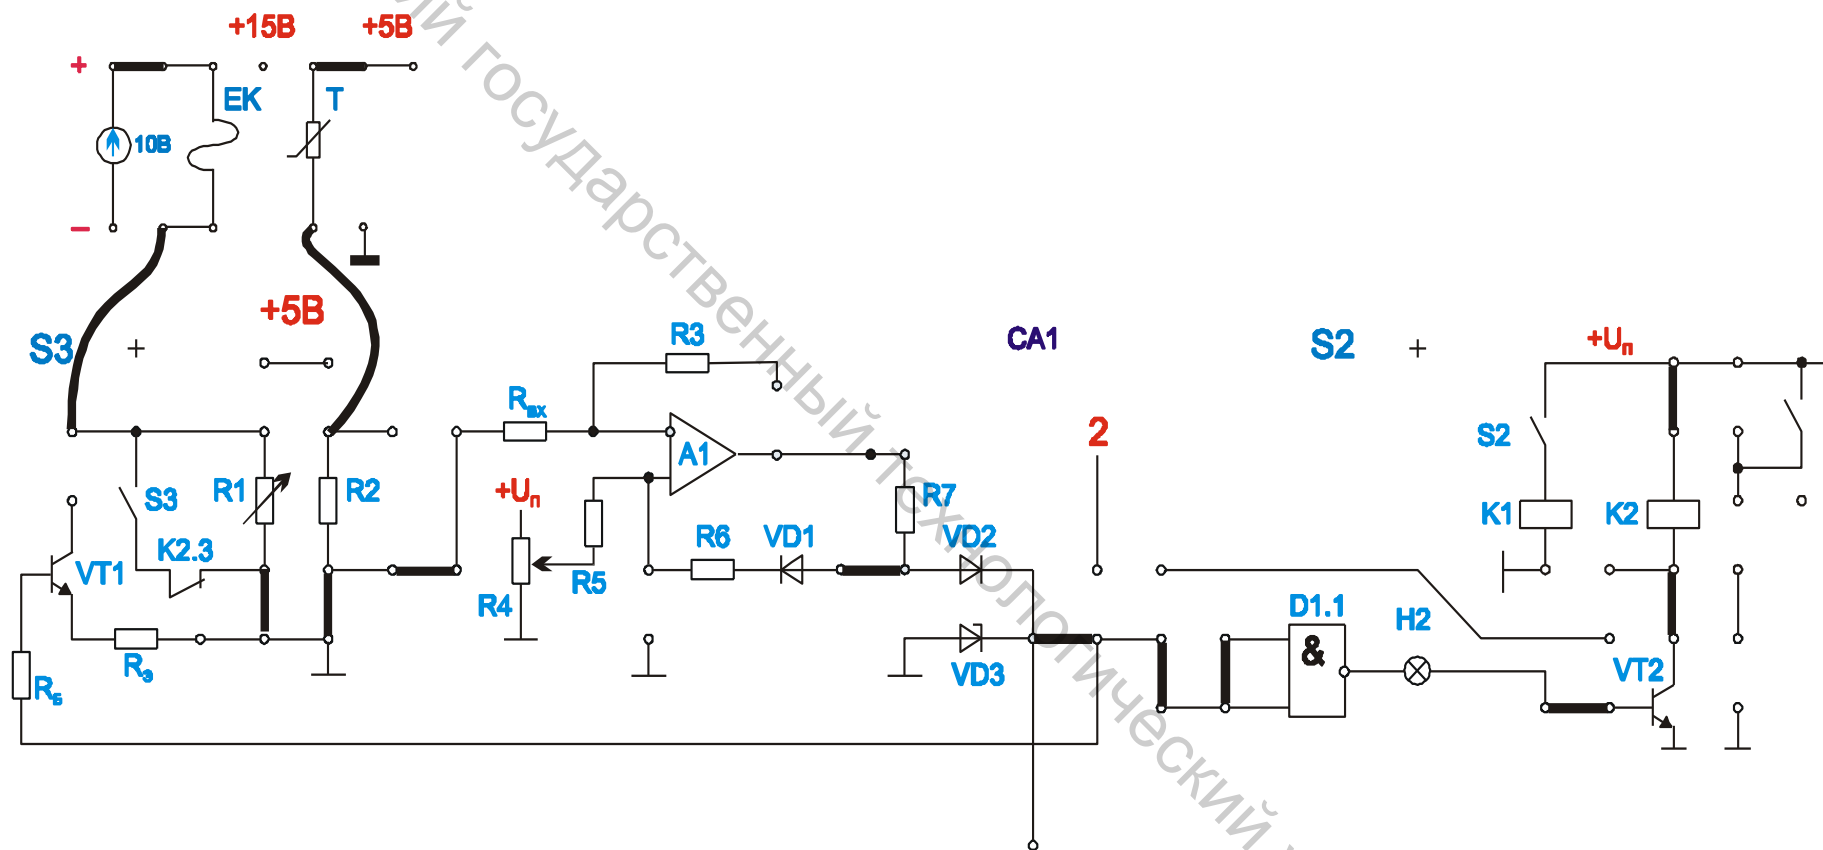 +15В +5В
+ EK T
10В
−
+5В
S3 R3 CA1 S2 +Uп
Rвх
A1 2 S2
S3 R1 R2 +Uп R7 K1 K2
K2.3 R6 VD1 VD2
VT1 R4 R5 D1.1 H2
& VT2
Rэ VD3
Rб
ий государственный технологический